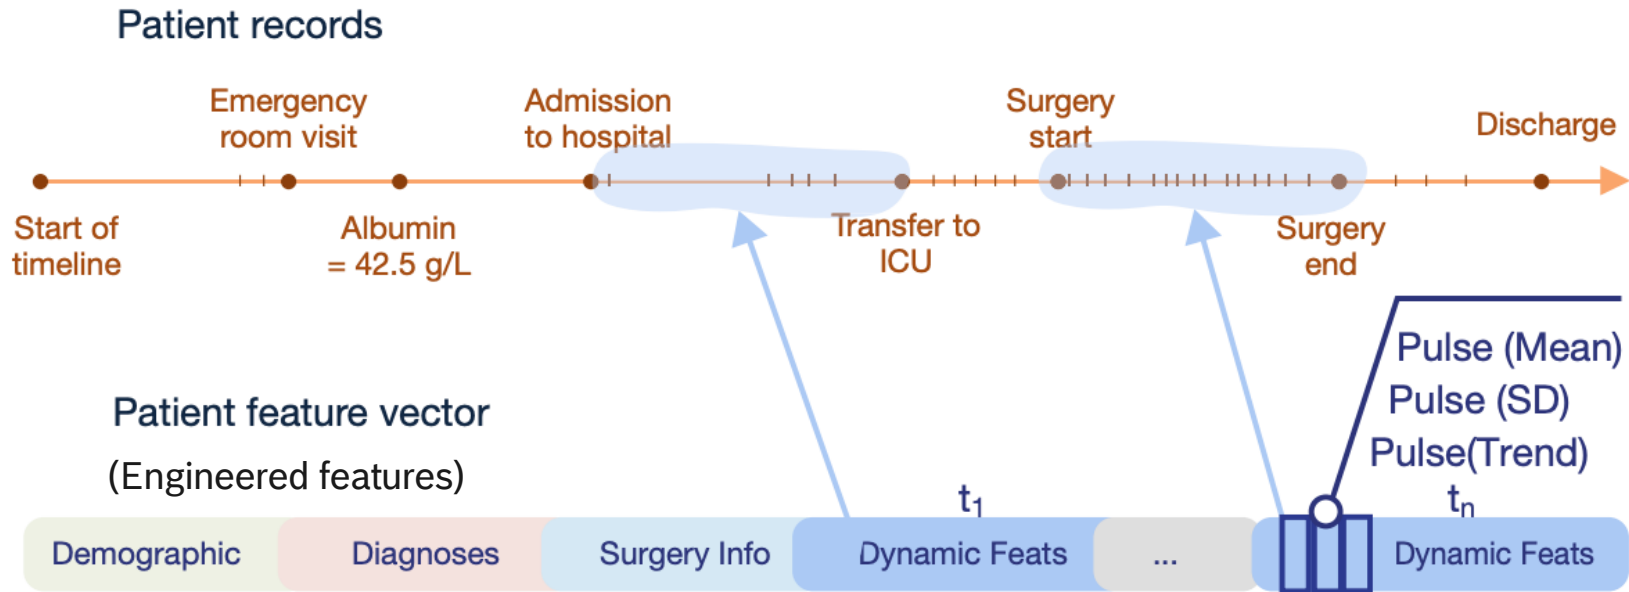 Patient records
Emergency
room visit
Admission
to hospital
Surgery
start
Discharge
Start of
timeline
Albumin
= 42.5 g/L
Transfer to
ICU
Surgery
end
Pulse (Mean)
Pulse (SD)
Pulse(Trend)
Patient feature vector
(Engineered features)
t1
tn
Demographic
Diagnoses
Surgery Info
Dynamic Feats
...
Dynamic Feats